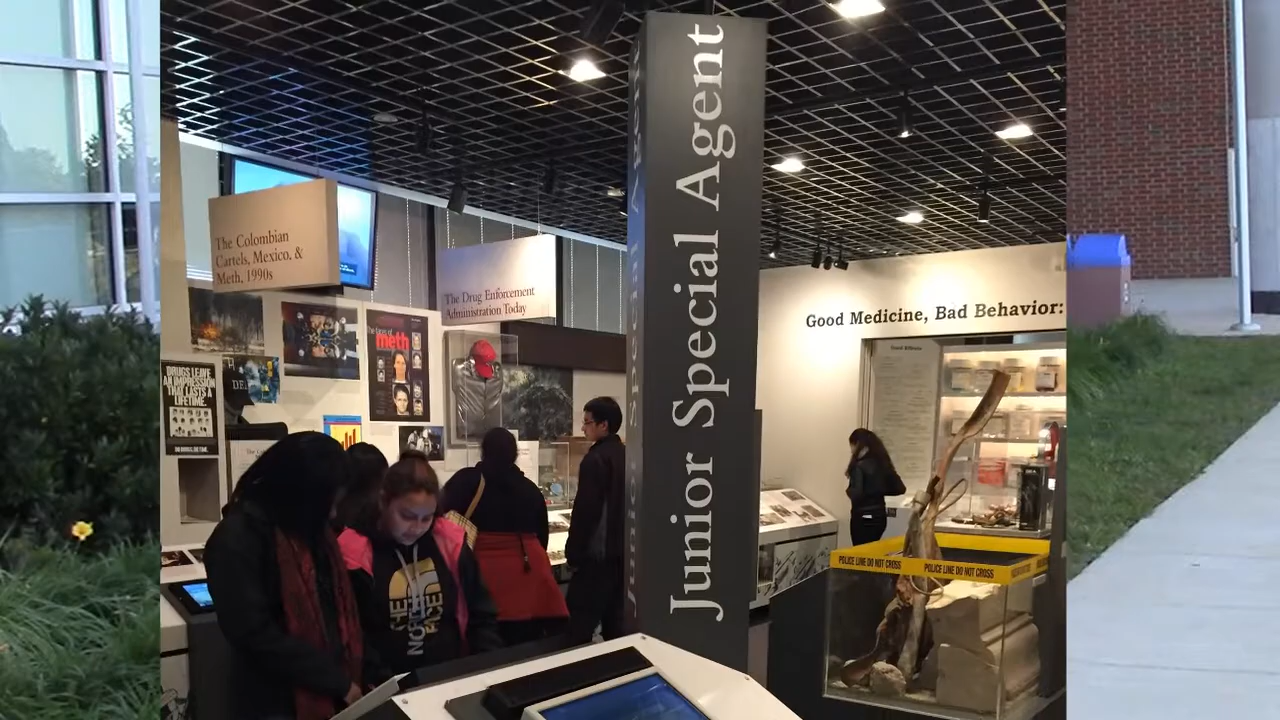 Junior Special Agent
The Colombian
Cartels, Mexico, &
Meth, 1990s
The Drug Enforcement
Administration Today
Good Medicine, Bad Behavior:
meth
DRUGS LEAVE
AN IMPRESSION
THAT LASTS A
LIFETIME.
DE
THE
NORTH
FACE
POLICE LINE DO NOT CROSS
POLICE LINE DO NOT CROSS